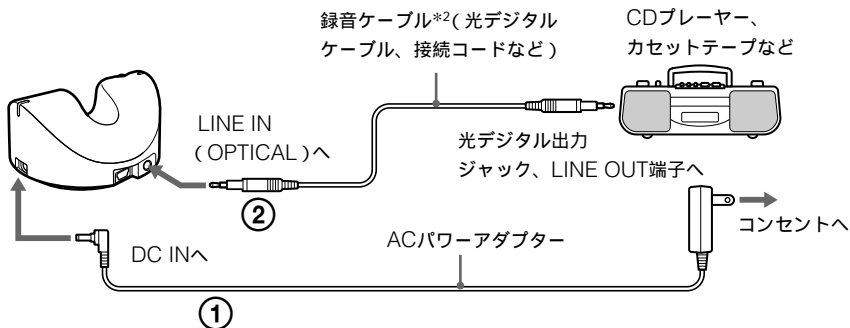 録音ケーブル*2(光デジタル
ケーブル、接続コードなど)
CDプレーヤー、
カセットテープなど
LINE IN
(OPTICAL)へ
光デジタル出力
ジャック、LINE OUT端子へ
②
コンセントへ
DC INへ
ACパワーアダプター
①